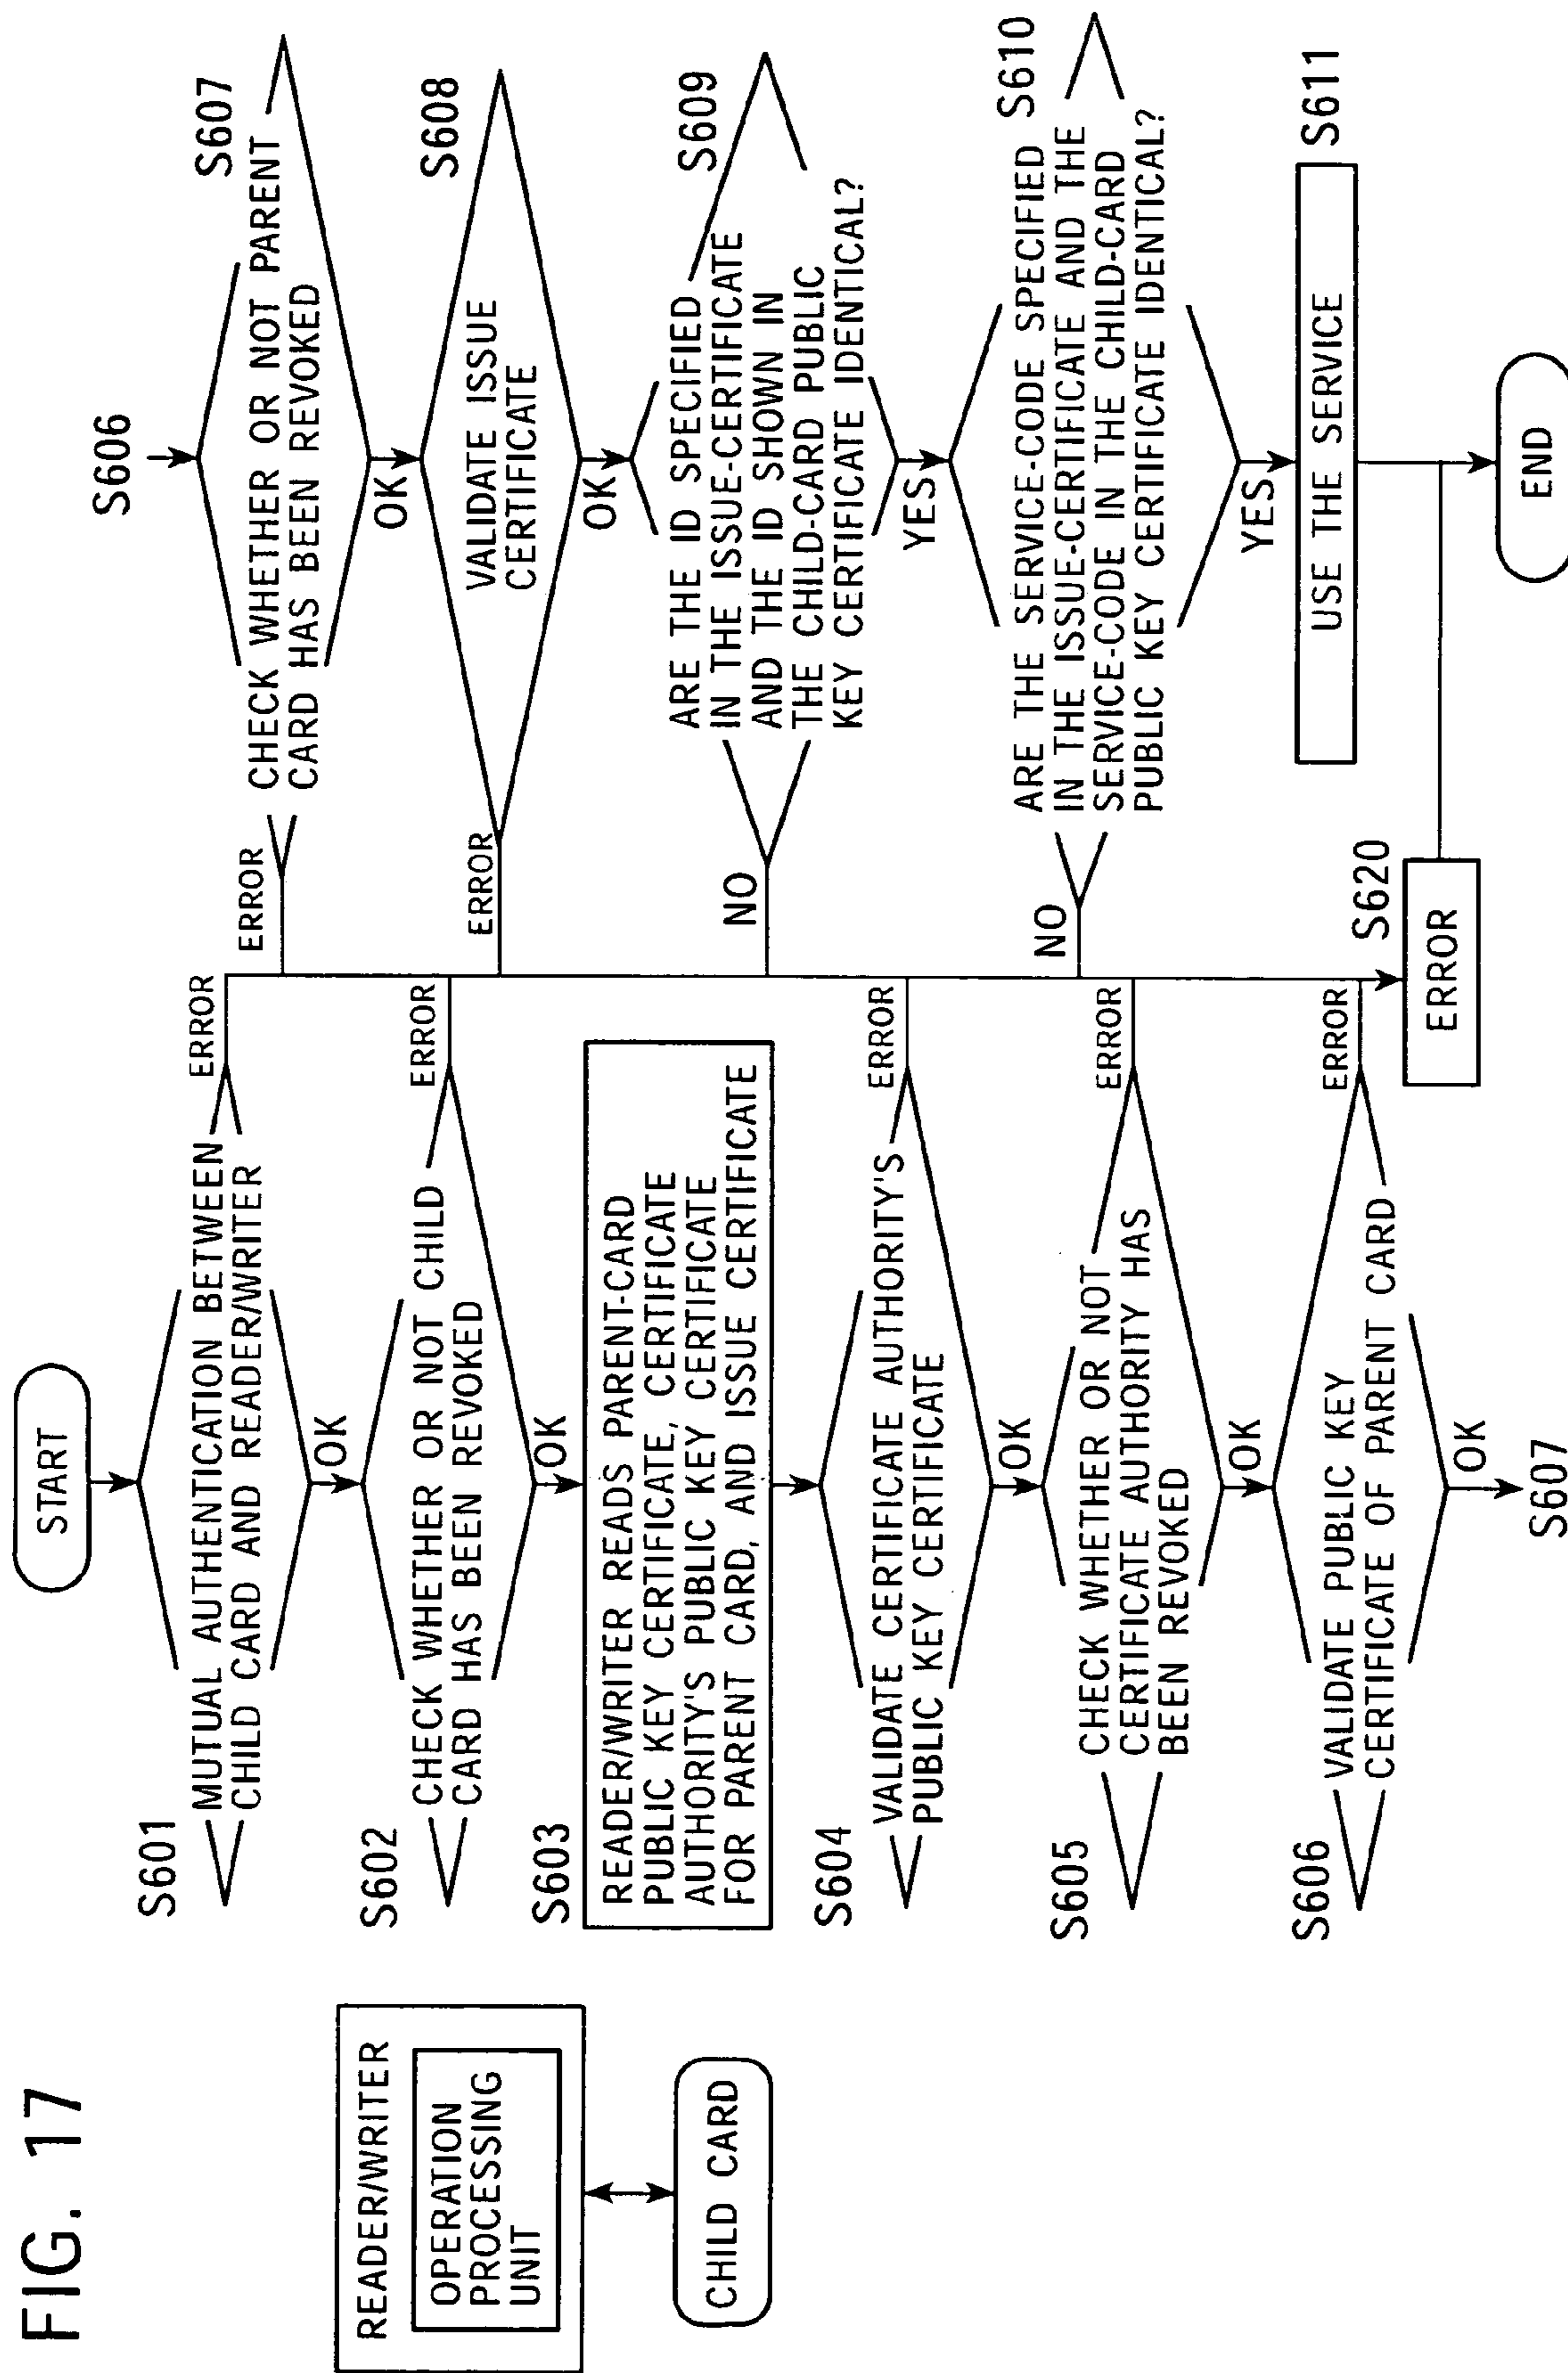 FIG. 17
READER/WRITER
OPERATION
PROCESSING
UNIT
CHILD CARD
START
S601
MUTUAL AUTHENTICATION BETWEEN
CHILD CARD AND READER/WRITER
ERROR
OK
S602
CHECK WHETHER OR NOT CHILD
CARD HAS BEEN REVOKED
ERROR
OK
S603
READER/WRITER READS PARENT-CARD
PUBLIC KEY CERTIFICATE, CERTIFICATE
AUTHORITY'S PUBLIC KEY CERTIFICATE
FOR PARENT CARD, AND ISSUE CERTIFICATE
S604
VALIDATE CERTIFICATE AUTHORITY'S
PUBLIC KEY CERTIFICATE
ERROR
OK
S605
CHECK WHETHER OR NOT
CERTIFICATE AUTHORITY HAS
BEEN REVOKED
ERROR
OK
S606
VALIDATE PUBLIC KEY
CERTIFICATE OF PARENT CARD
ERROR
OK
S607
S606
S607
CHECK WHETHER OR NOT PARENT
CARD HAS BEEN REVOKED
ERROR
OK
S608
VALIDATE ISSUE
CERTIFICATE
ERROR
OK
S609
ARE THE ID SPECIFIED
IN THE ISSUE-CERTIFICATE
AND THE ID SHOWN IN
THE CHILD-CARD PUBLIC
KEY CERTIFICATE IDENTICAL?
NO
YES
S610
ARE THE SERVICE-CODE SPECIFIED
IN THE ISSUE-CERTIFICATE AND THE
SERVICE-CODE IN THE CHILD-CARD
PUBLIC KEY CERTIFICATE IDENTICAL?
NO
YES
S611
USE THE SERVICE
S620
ERROR
END